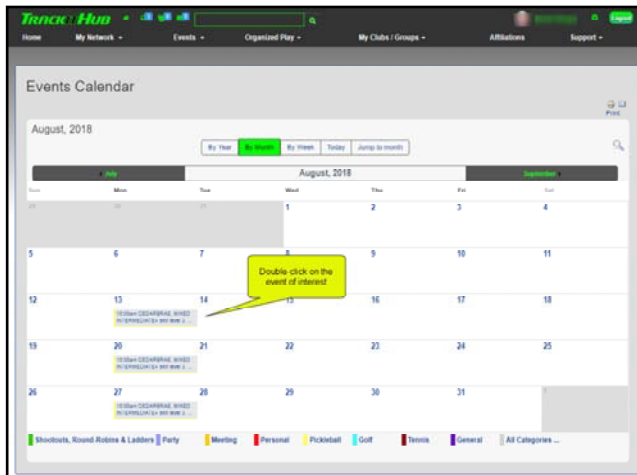 TRACKITHUB
Logout
Home My Network Events Organized Play My Clubs / Groups Affiliations Support
Events Calendar
Print
August, 2018
By Year By Month By Week Today Jump to month
July August, 2018 September
Sun Mon Tue Wed Thu Fri Sat
29 30 31 1 2 3 4
5 6 7 8 9 10 11
Double click on the
event of interest
12 13 14 15 16 17 18
10:00am CEDARBRAE, MIXED
INTERMEDIATE+
19 20 21 22 23 24 25
10:00am CEDARBRAE, MIXED
INTERMEDIATE+
26 27 28 29 30 31 1
10:00am CEDARBRAE, MIXED
INTERMEDIATE+
Shootouts, Round-Robins & Ladders Party Meeting Personal Pickleball Golf Tennis General All Categories ...